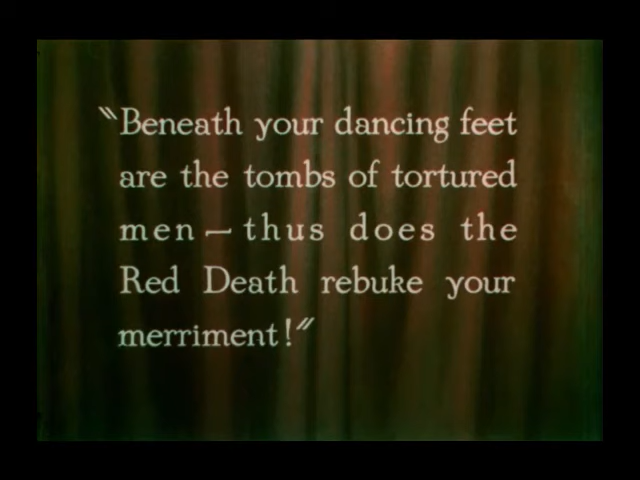 "Beneath your dancing feet
are the tombs of tortured
men — thus does the
Red Death rebuke your
merriment!"